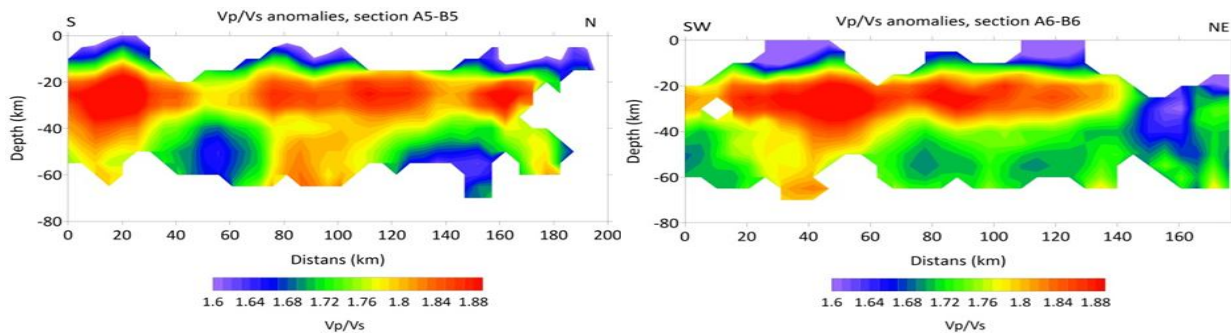 Vp/Vs anomalies, section A5-B5
S N
0
-20
-40
-60
-80
Depth (km)
0 20 40 60 80 100 120 140 160 180 200
Distans (km)
1.6 1.64 1.68 1.72 1.76 1.8 1.84 1.88
Vp/Vs
Vp/Vs anomalies, section A6-B6
SW NE
0
-20
-40
-60
-80
Depth (km)
0 20 40 60 80 100 120 140 160
Distans (km)
1.6 1.64 1.68 1.72 1.76 1.8 1.84 1.88
Vp/Vs